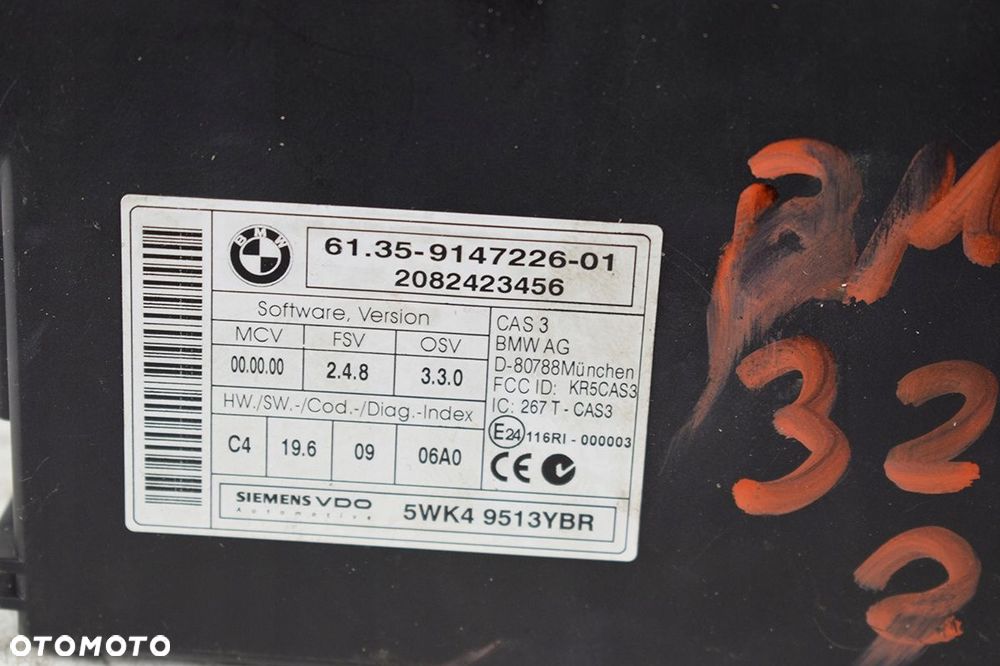 BMW
61.35-9147226-01
2082423456
Software, Version
MCV FSV OSV
00.00.00 2.4.8 3.3.0
HW./SW.-/Cod.-/Diag.-Index
C4 19.6 09 06A0
CAS 3
BMW AG
D-80788München
FCC ID: KR5CAS3
IC: 267 T - CAS3
E24 116RI - 000003
CE
SIEMENS VDO
Automotive
5WK4 9513YBR
32
2
OTOMOTO